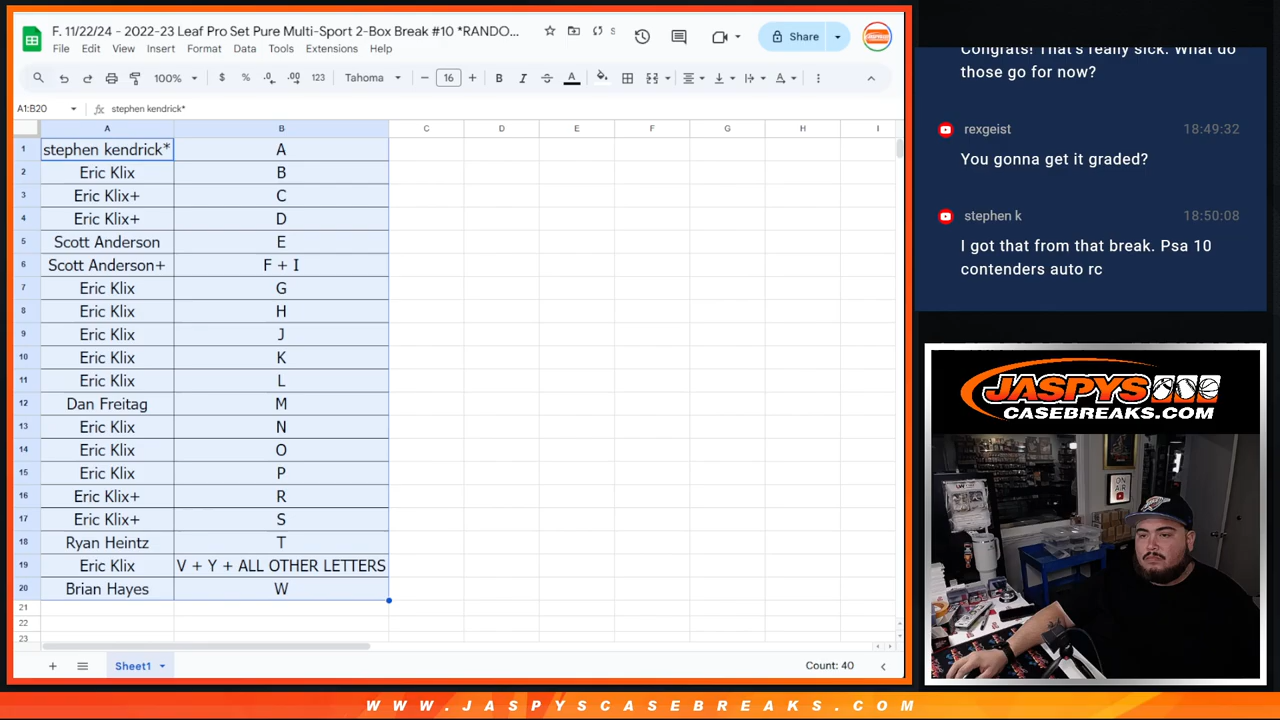 F. 11/22/24 - 2022-23 Leaf Pro Set Pure Multi-Sport 2-Box Break #10 *RANDO...
File Edit View Insert Format Data Tools Extensions Help
Share
100% $ % .0 .00 123 Tahoma 16 B I A
A1:B20 fx stephen kendrick*
A B C D E F G H I
1 stephen kendrick* A
2 Eric Klix B
3 Eric Klix+ C
4 Eric Klix+ D
5 Scott Anderson E
6 Scott Anderson+ F + I
7 Eric Klix G
8 Eric Klix H
9 Eric Klix J
10 Eric Klix K
11 Eric Klix L
12 Dan Freitag M
13 Eric Klix N
14 Eric Klix O
15 Eric Klix P
16 Eric Klix+ R
17 Eric Klix+ S
18 Ryan Heintz T
19 Eric Klix V + Y + ALL OTHER LETTERS
20 Brian Hayes W
21
22
23
Sheet1
Count: 40
Congrats! That's really sick. What do
those go for now?
rexgeist 18:49:32
You gonna get it graded?
stephen k 18:50:08
I got that from that break. Psa 10
contenders auto rc
JASPYS
CASEBREAKS.COM
ON
AIR
WWW.JASPYSCASEBREAKS.COM